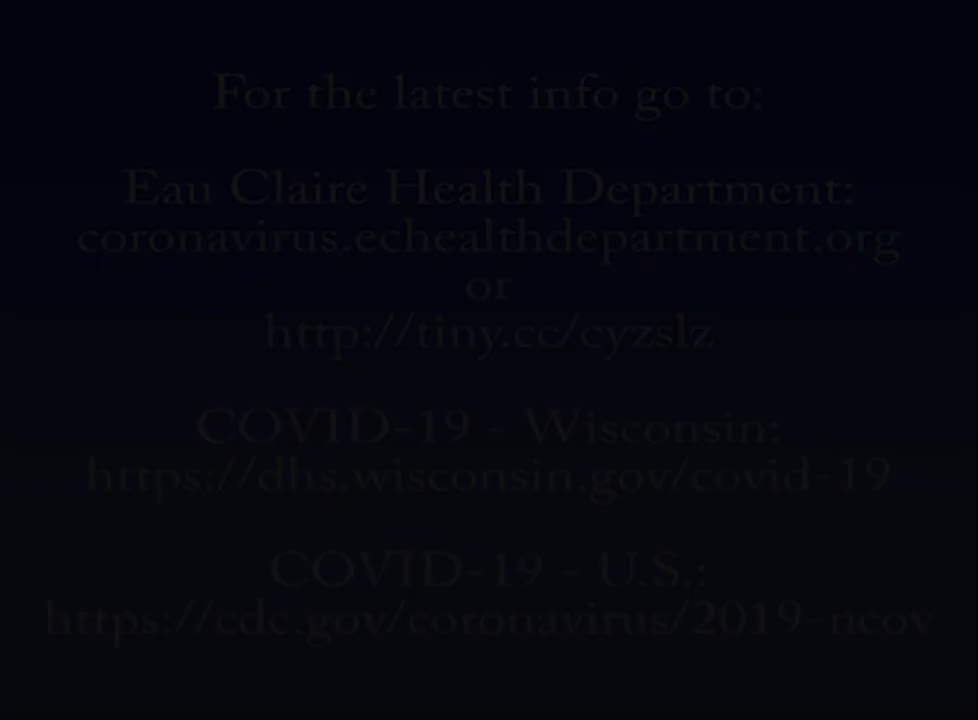 For the latest info go to:
Eau Claire Health Department:
coronavirus.echealthdepartment.org
or
http://tiny.cc/cyzslz
COVID-19 - Wisconsin:
https://dhs.wisconsin.gov/covid-19
COVID-19 - U.S.:
https://cdc.gov/coronavirus/2019-ncov